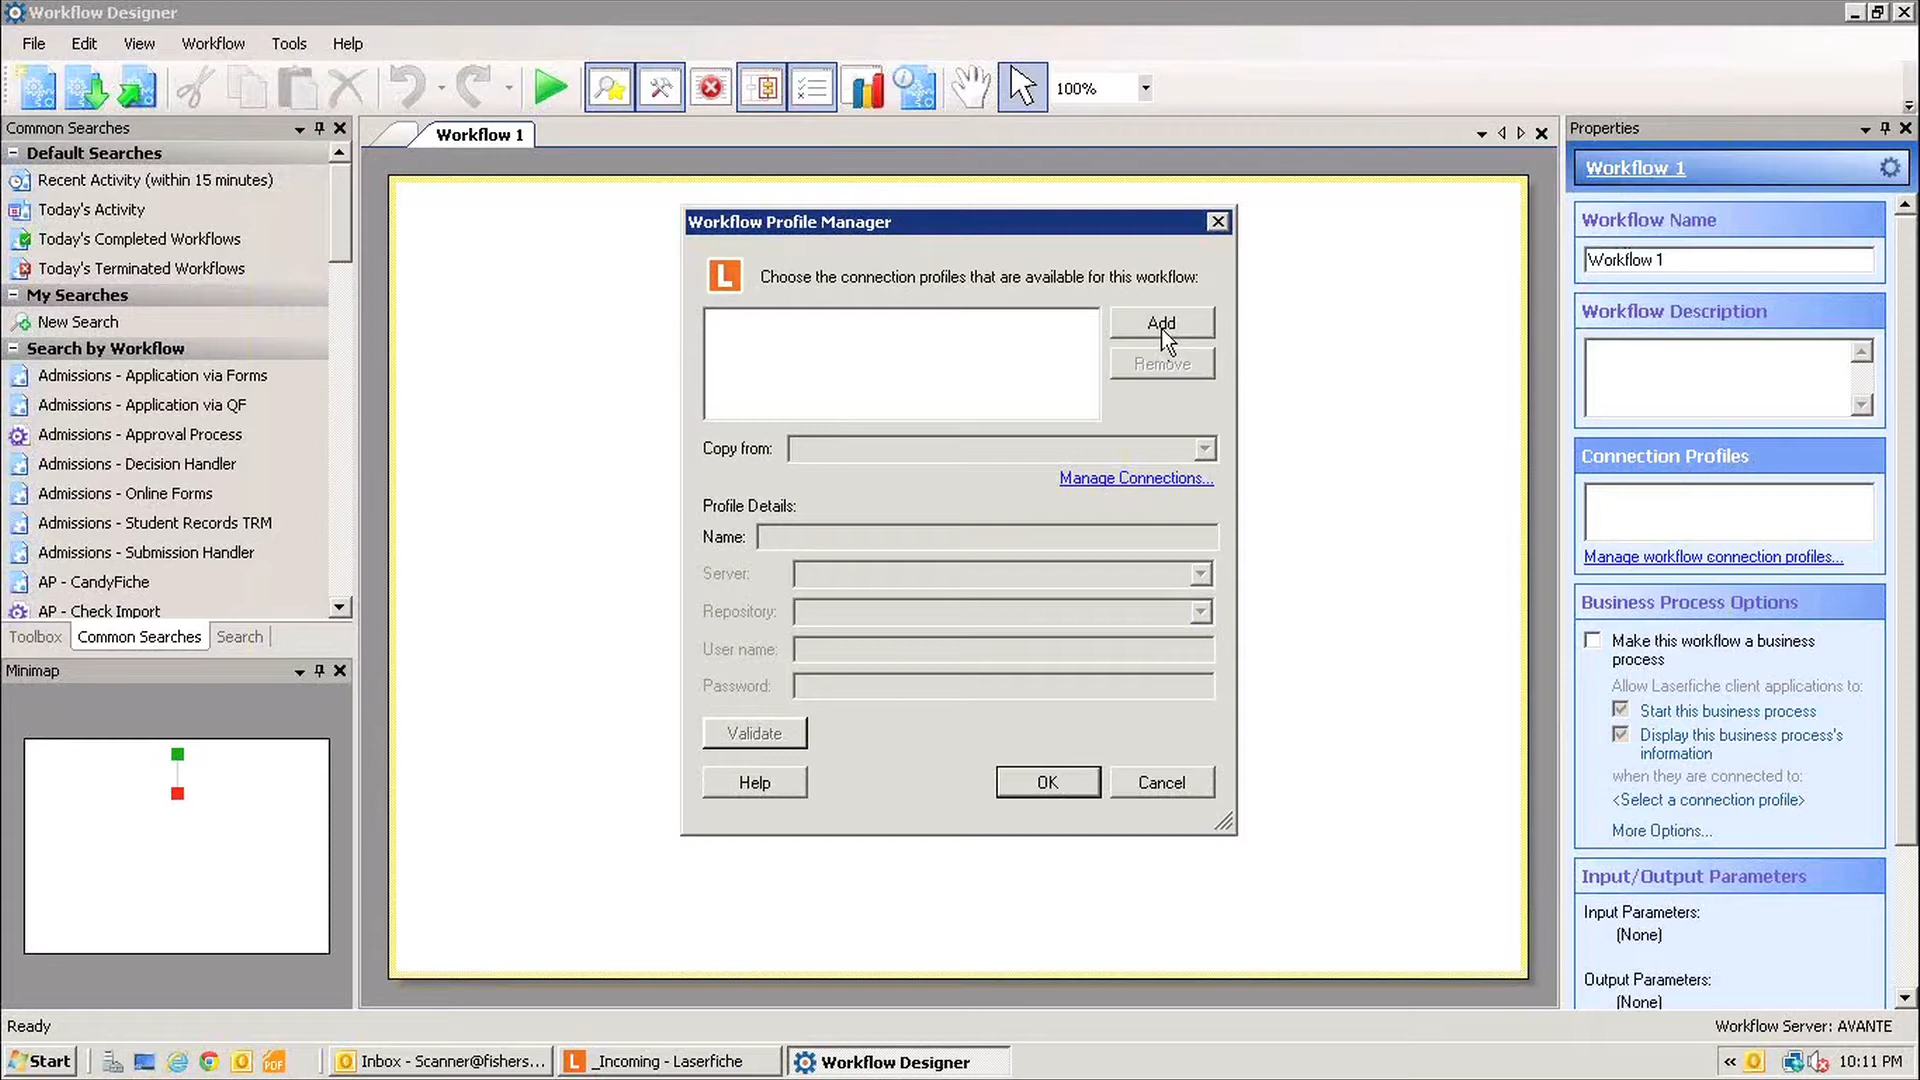 Workflow Designer
File Edit View Workflow Tools Help
100%
Common Searches
Default Searches
Recent Activity (within 15 minutes)
Today's Activity
Today's Completed Workflows
Today's Terminated Workflows
My Searches
New Search
Search by Workflow
Admissions - Application via Forms
Admissions - Application via QF
Admissions - Approval Process
Admissions - Decision Handler
Admissions - Online Forms
Admissions - Student Records TRM
Admissions - Submission Handler
AP - CandyFiche
AP - Check Import
Toolbox Common Searches Search
Minimap
Workflow 1
Workflow Profile Manager
L Choose the connection profiles that are available for this workflow:
Add
Remove
Copy from:
Manage Connections...
Profile Details:
Name:
Server:
Repository:
User name:
Password:
Validate
Help OK Cancel
Properties
Workflow 1
Workflow Name
Workflow 1
Workflow Description
Connection Profiles
Manage workflow connection profiles...
Business Process Options
Make this workflow a business
process
Allow Laserfiche client applications to:
Start this business process
Display this business process's
information
when they are connected to:
<Select a connection profile>
More Options...
Input/Output Parameters
Input Parameters:
(None)
Output Parameters:
(None)
Ready Workflow Server: AVANTE
Start PDF Inbox - Scanner@fishers... L _Incoming - Laserfiche Workflow Designer « 10:11 PM